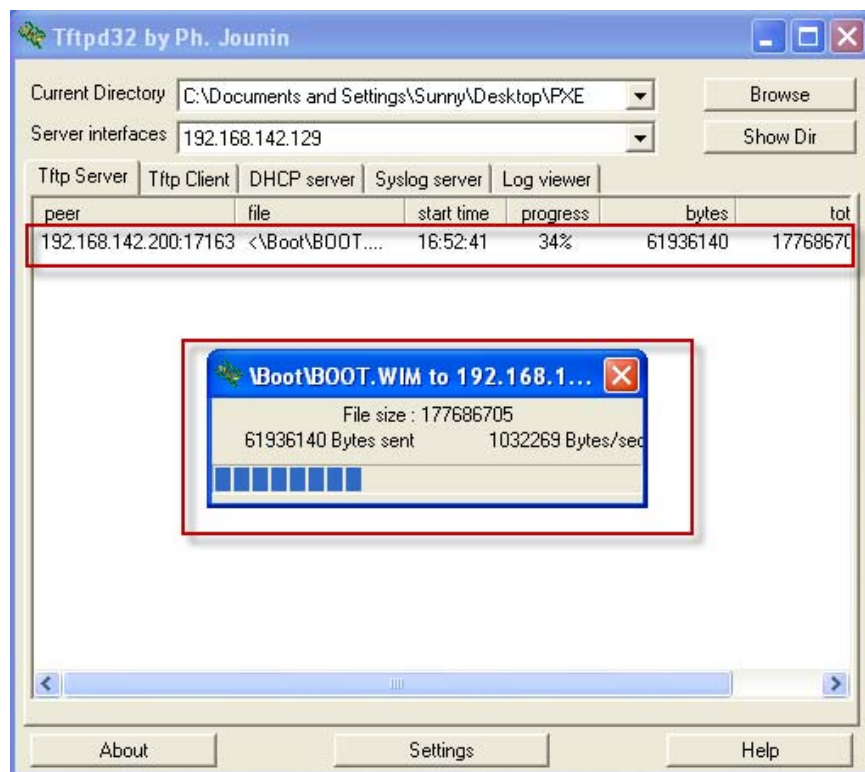 Tftpd32 by Ph. Jounin
Current Directory C:\Documents and Settings\Sunny\Desktop\PXE Browse
Server interfaces 192.168.142.129 Show Dir
Tftp Server Tftp Client DHCP server Syslog server Log viewer
peer file start time progress bytes tot
192.168.142.200:17163 <\Boot\BOOT.... 16:52:41 34% 61936140 17768670
\Boot\BOOT.WIM to 192.168.1...
File size : 177686705
61936140 Bytes sent 1032269 Bytes/sec
About Settings Help